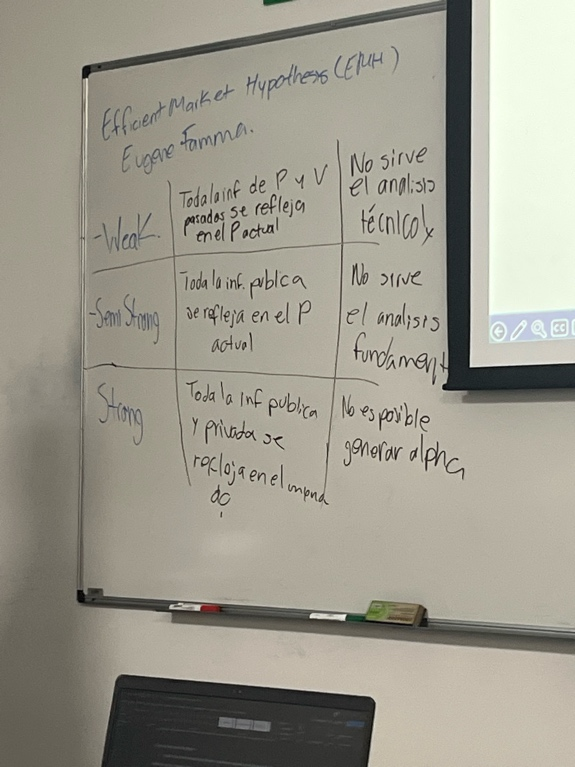 Efficient Market Hypothesis (EMH)
Eugene Famma.
-Weak
Toda la inf de P y V
pasados se refleja
en el P actual
No sirve
el analisis
técnico
-Semi Strong
Toda la inf. publica
se refleja en el P
actual
No sirve
el analisis
fundament
Strong
Toda la inf publica
y privada se
refleja en el
No es posible
generar alpha
CC